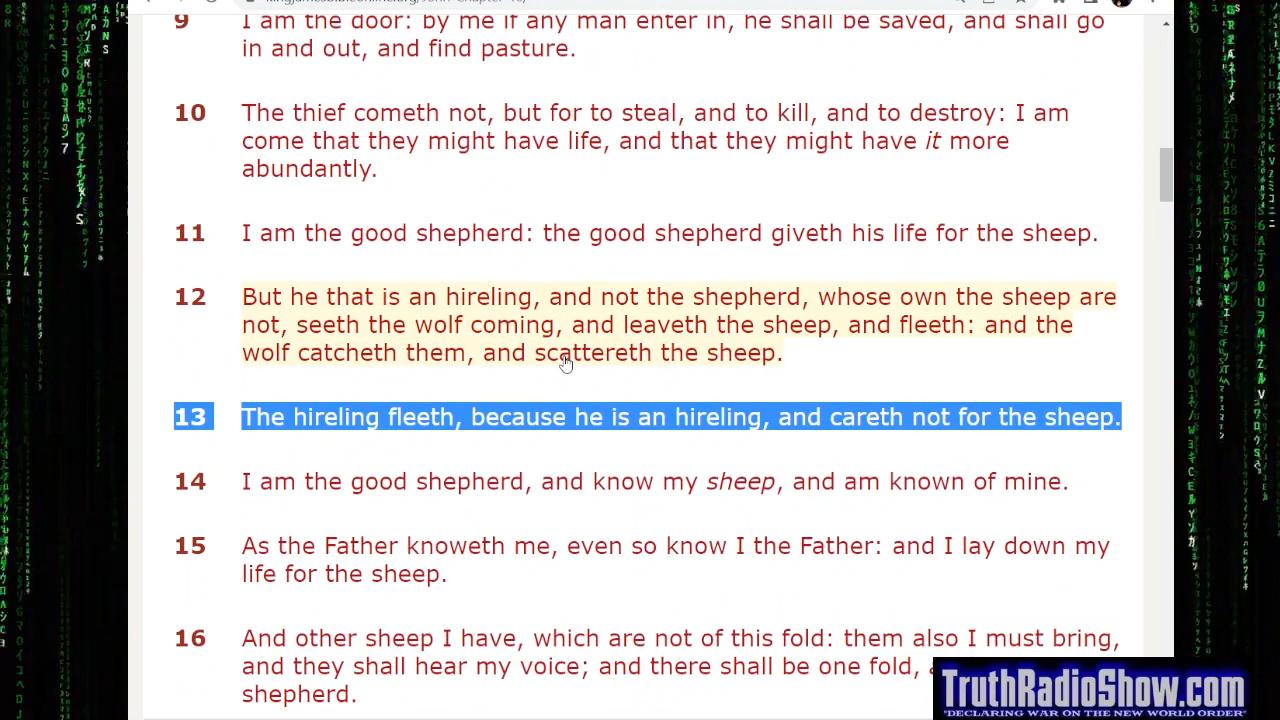 9 I am the door: by me if any man enter in, he shall be saved, and shall go
in and out, and find pasture.
10 The thief cometh not, but for to steal, and to kill, and to destroy: I am
come that they might have life, and that they might have it more
abundantly.
11 I am the good shepherd: the good shepherd giveth his life for the sheep.
12 But he that is an hireling, and not the shepherd, whose own the sheep are
not, seeth the wolf coming, and leaveth the sheep, and fleeth: and the
wolf catcheth them, and scattereth the sheep.
13 The hireling fleeth, because he is an hireling, and careth not for the sheep.
14 I am the good shepherd, and know my sheep, and am known of mine.
15 As the Father knoweth me, even so know I the Father: and I lay down my
life for the sheep.
16 And other sheep I have, which are not of this fold: them also I must bring,
and they shall hear my voice; and there shall be one fold,
shepherd.
TruthRadioShow.com
"DECLARING WAR ON THE NEW WORLD ORDER"